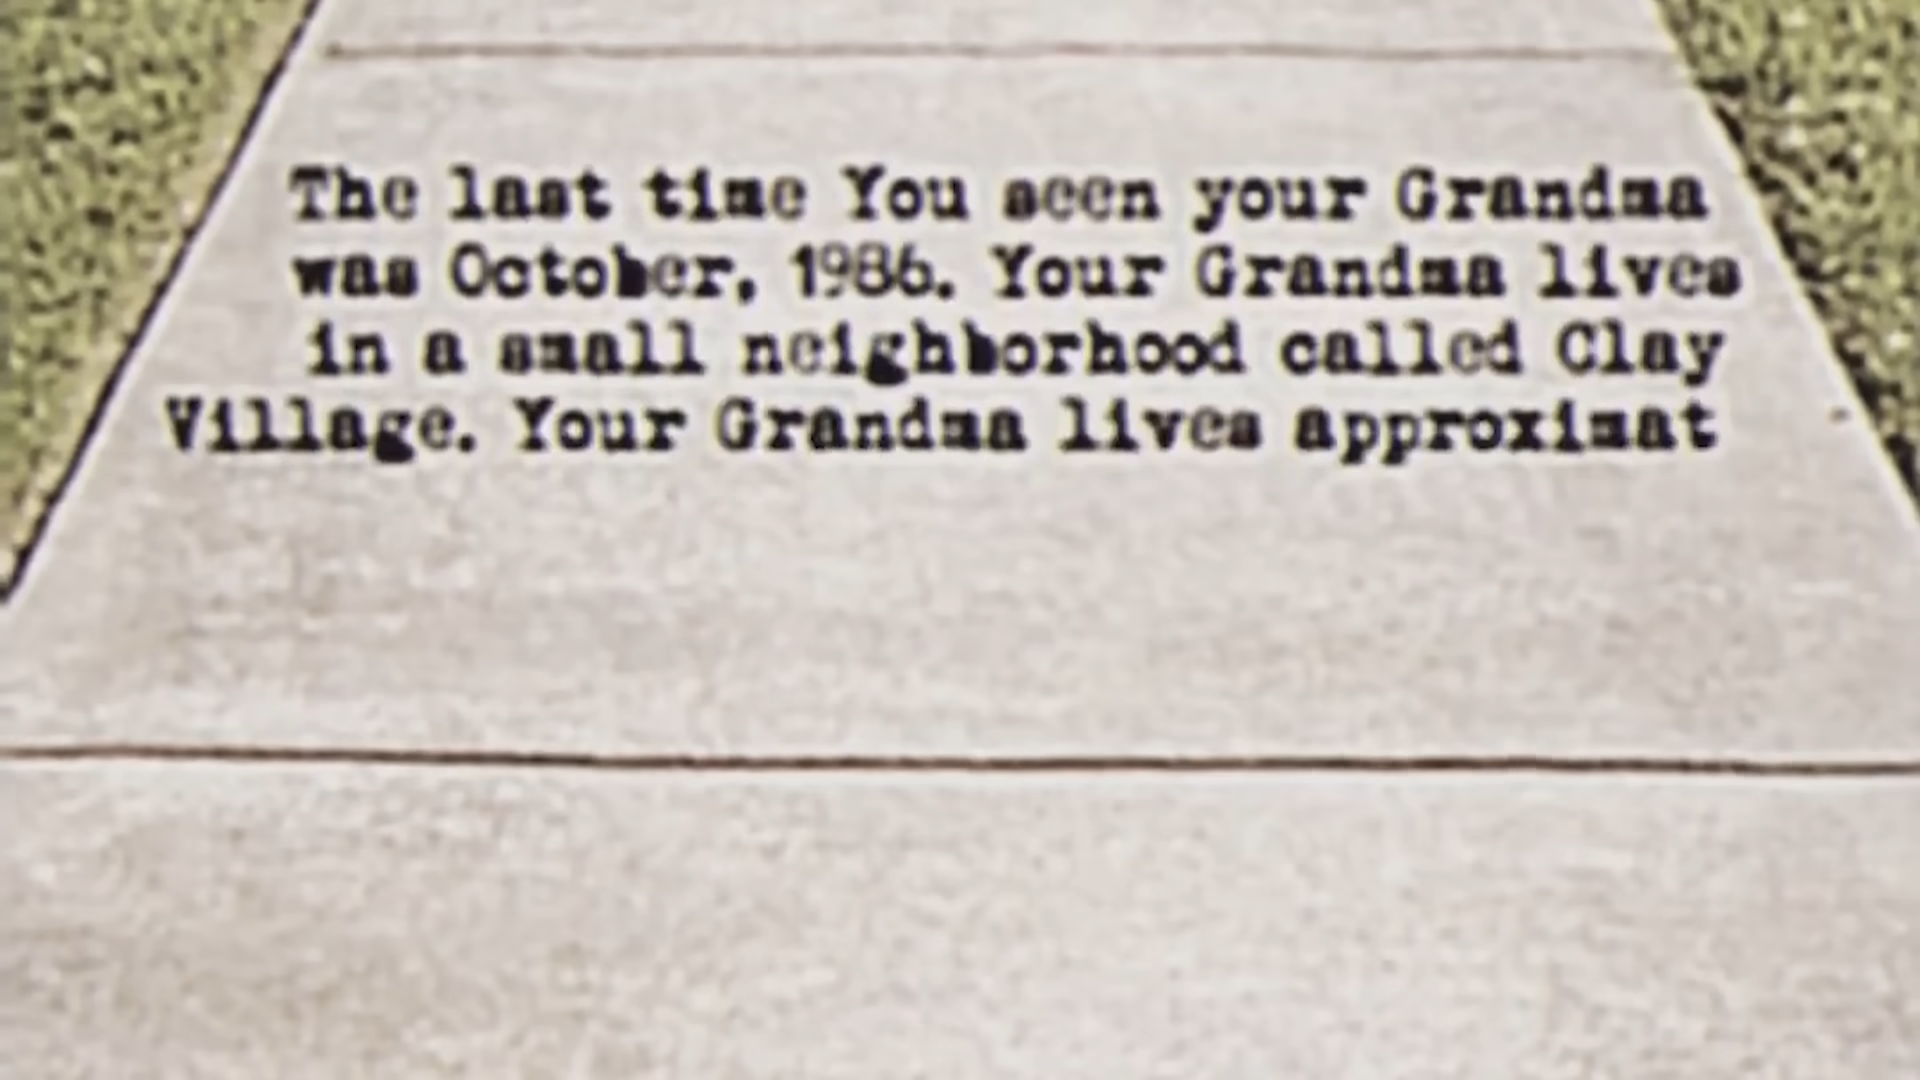 The last time You seen your Grandma
was October, 1986. Your Grandma lives
in a small neighborhood called Clay
Village. Your Grandma lives approximat